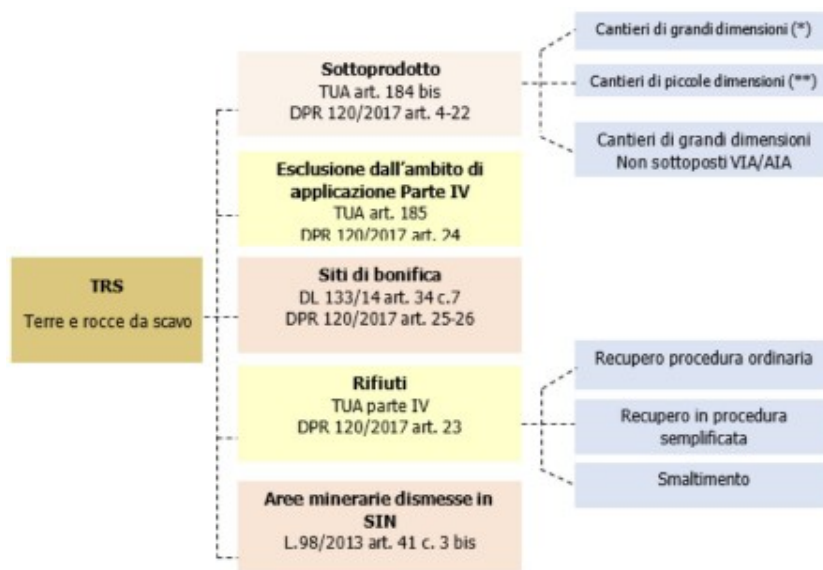 TRS
Terre e rocce da scavo
Sottoprodotto
TUA art. 184 bis
DPR 120/2017 art. 4-22
Cantieri di grandi dimensioni (*)
Cantieri di piccole dimensioni (**)
Cantieri di grandi dimensioni
Non sottoposti VIA/AIA
Esclusione dall'ambito di
applicazione Parte IV
TUA art. 185
DPR 120/2017 art. 24
Siti di bonifica
DL 133/14 art. 34 c.7
DPR 120/2017 art. 25-26
Rifiuti
TUA parte IV
DPR 120/2017 art. 23
Recupero procedura ordinaria
Recupero in procedura
semplificata
Smaltimento
Aree minerarie dismesse in
SIN
L.98/2013 art. 41 c. 3 bis